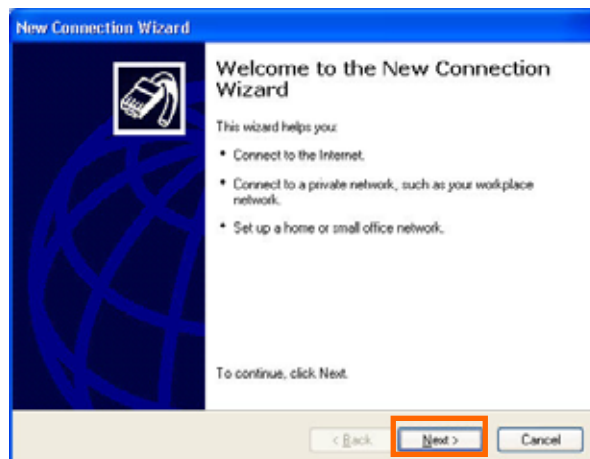 New Connection Wizard
Welcome to the New Connection
Wizard
This wizard helps you:
• Connect to the Internet.
• Connect to a private network, such as your workplace
network.
• Set up a home or small office network.
To continue, click Next.
< Back
Next >
Cancel